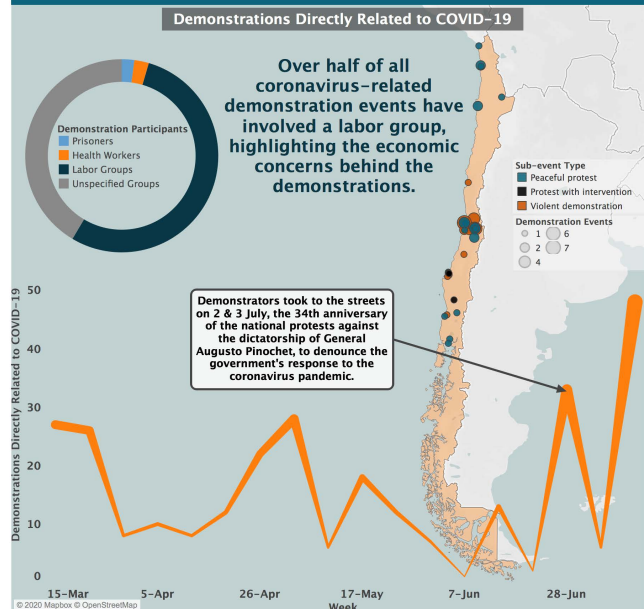 Demonstrations Directly Related to COVID-19
Over half of all
coronavirus-related
demonstration events have
involved a labor group,
highlighting the economic
concerns behind the
demonstrations.
Demonstration Participants
Prisoners
Health Workers
Labor Groups
Unspecified Groups
Sub-event Type
Peaceful protest
Protest with intervention
Violent demonstration
Demonstration Events
1 6
2 7
4
Demonstrators took to the streets
on 2 & 3 July, the 34th anniversary
of the national protests against
the dictatorship of General
Augusto Pinochet, to denounce the
government's response to the
coronavirus pandemic.
Demonstrations Directly Related to COVID-19
50
40
30
20
10
0
15-Mar 5-Apr 26-Apr 17-May 7-Jun 28-Jun
Week
© 2020 Mapbox © OpenStreetMap